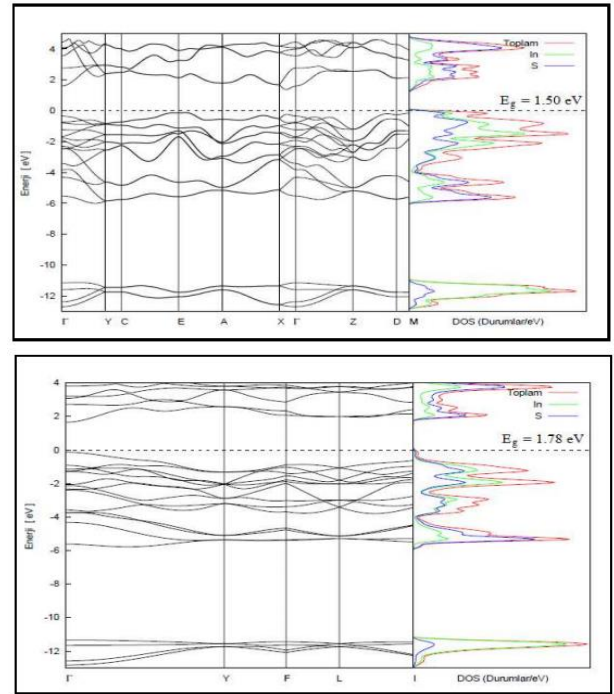 4
2
0
-2
-4
-6
-8
-10
-12
Enerji [ eV]
Toplam
In
S
E_g = 1.50 eV
Γ Y C E A X Γ Z D M
DOS (Durumlar/eV)
4
2
0
-2
-4
-6
-8
-10
-12
Enerji [ eV]
Toplam
In
S
E_g = 1.78 eV
Γ Y F L I
DOS (Durumlar/eV)